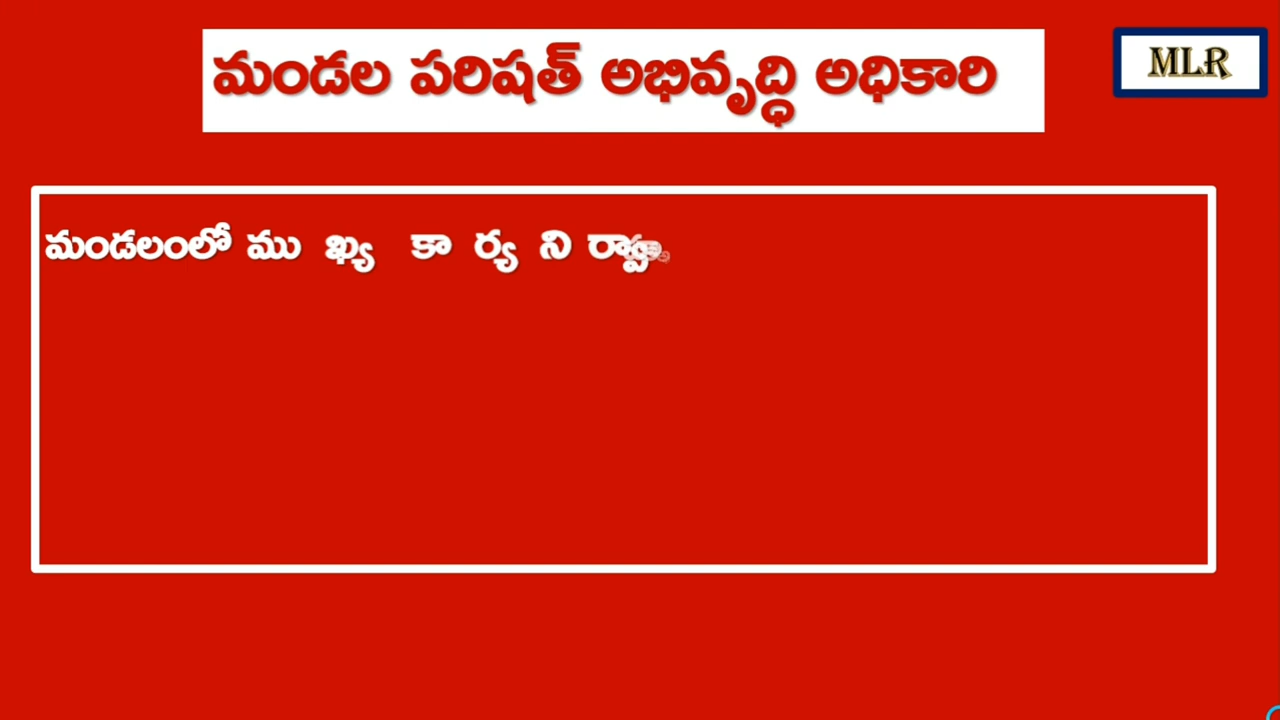 మండల పరిషత్ అభివృద్ధి అధికారి
MLR
మండలంలో ము ఖ్య కా ర్య ని ర్వా